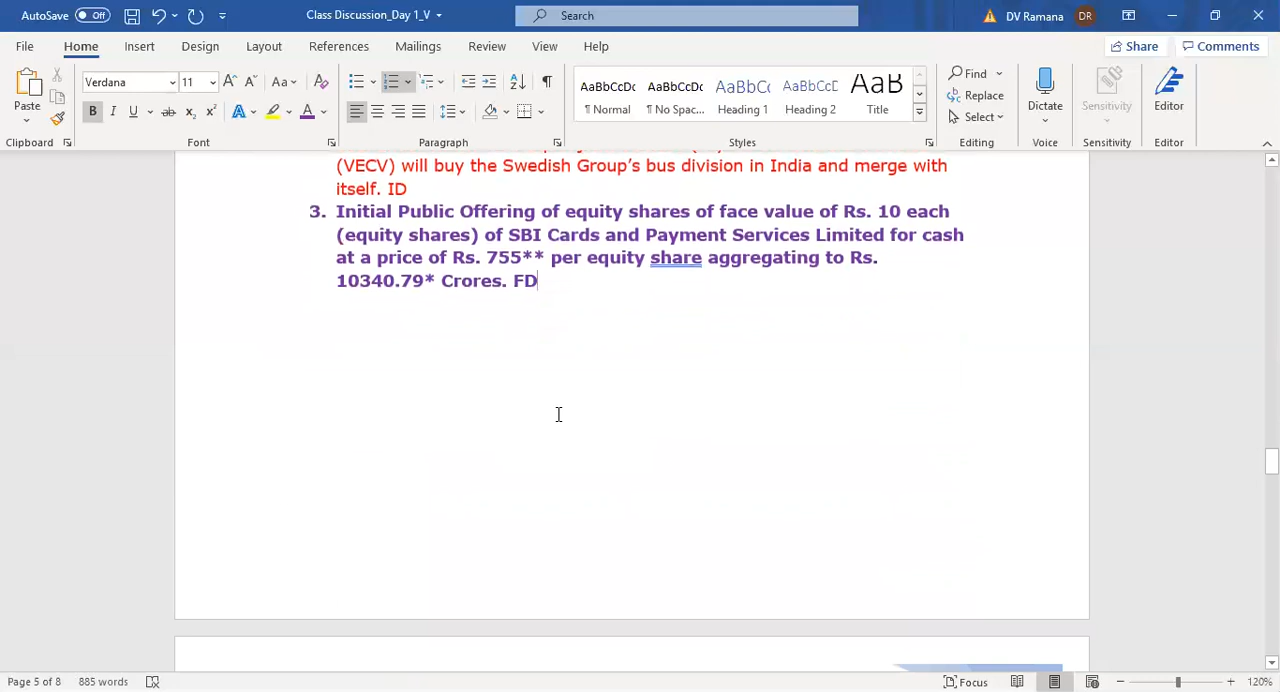 AutoSave Off Class Discussion_Day 1_V Search DV Ramana DR
File Home Insert Design Layout References Mailings Review View Help Share Comments
Paste Verdana 11 Aa AaBbCcDc AaBbCcDc AaBbCc AaBbCcD AaB Find Replace Select Dictate Sensitivity Editor
B I U ab x₂ x² A A ¶ Normal ¶ No Spac... Heading 1 Heading 2 Title
Clipboard Font Paragraph Styles Editing Voice Sensitivity Editor
(VECV) will buy the Swedish Group's bus division in India and merge with
itself. ID
3. Initial Public Offering of equity shares of face value of Rs. 10 each
(equity shares) of SBI Cards and Payment Services Limited for cash
at a price of Rs. 755** per equity share aggregating to Rs.
10340.79* Crores. FD
Page 5 of 8 885 words Focus 120%